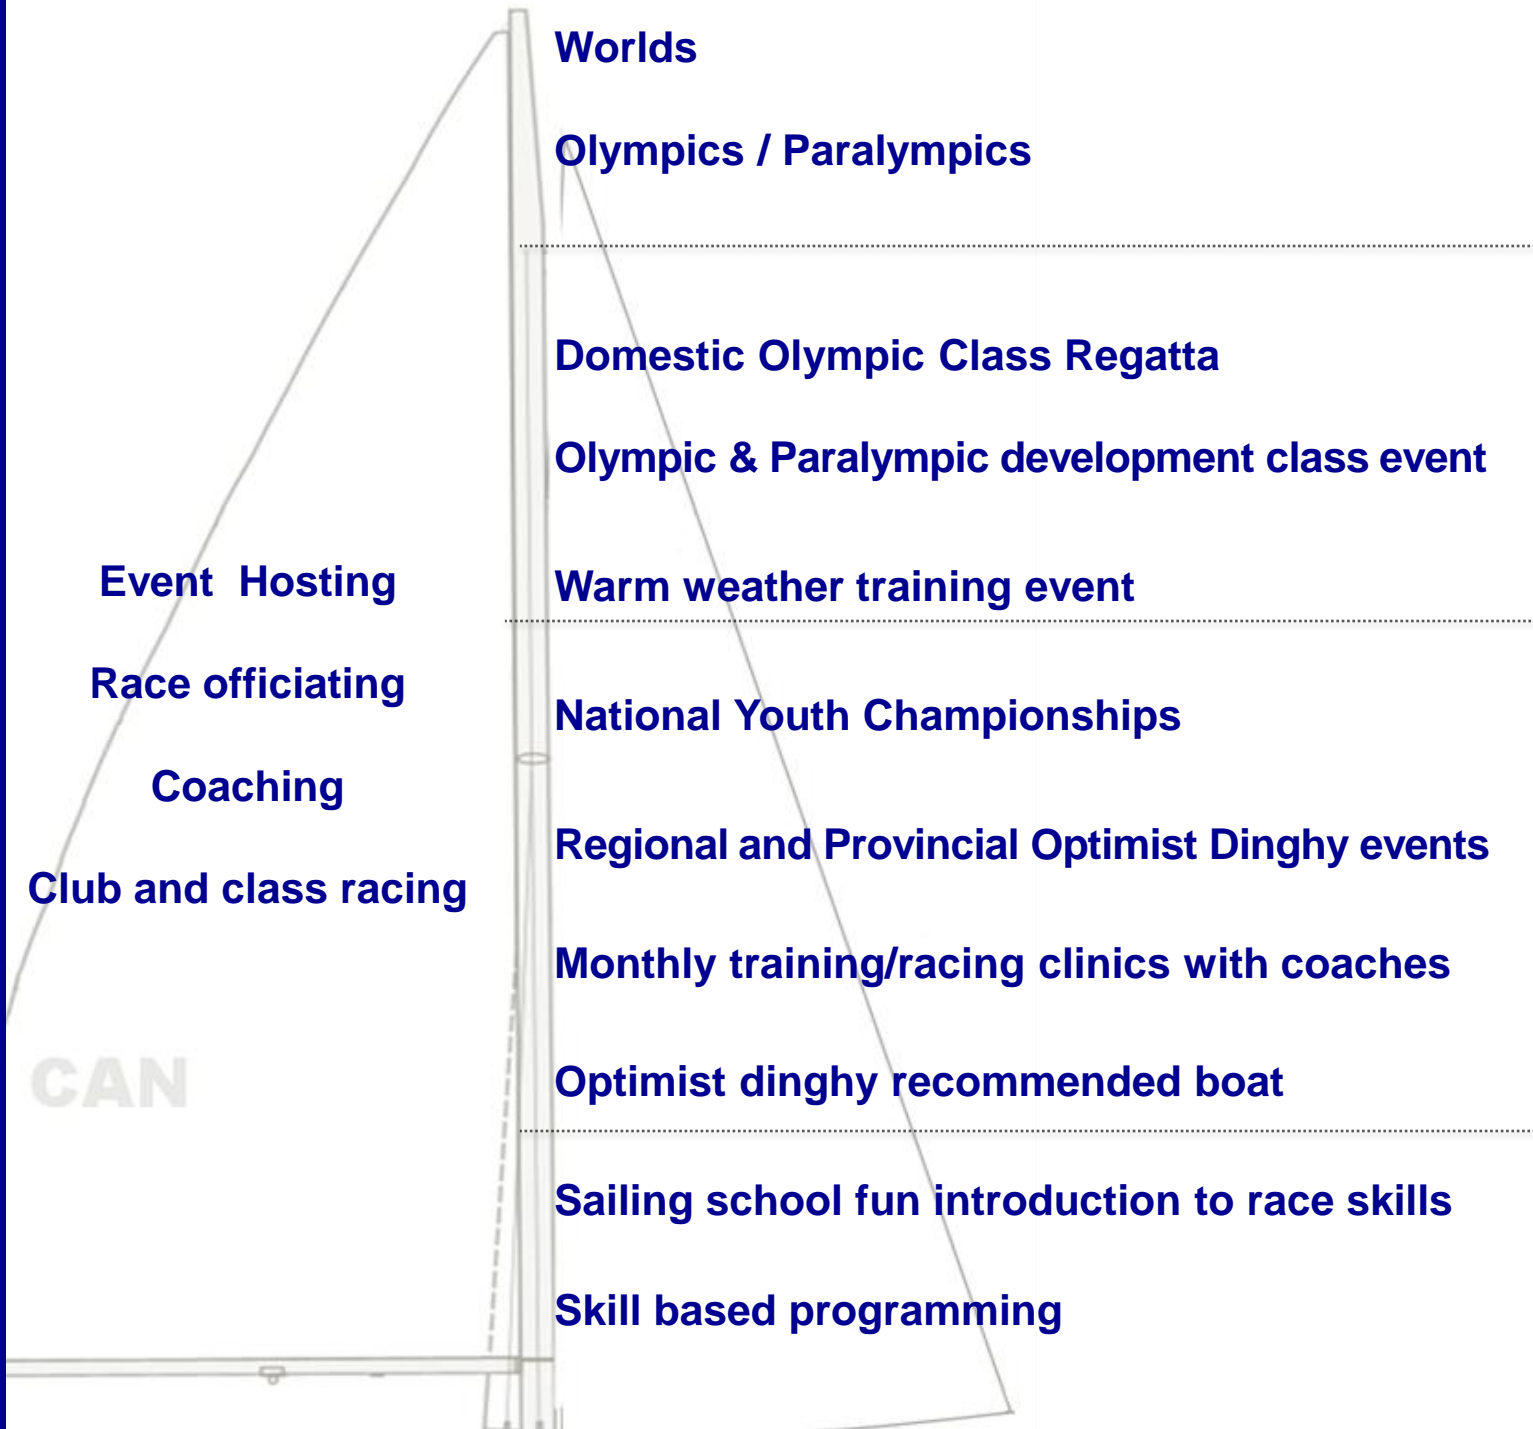 Worlds
Olympics / Paralympics
Domestic Olympic Class Regatta
Olympic & Paralympic development class event
Warm weather training event
National Youth Championships
Regional and Provincial Optimist Dinghy events
Monthly training/racing clinics with coaches
Optimist dinghy recommended boat
Sailing school fun introduction to race skills
Skill based programming
Event Hosting
Race officiating
Coaching
Club and class racing
CAN